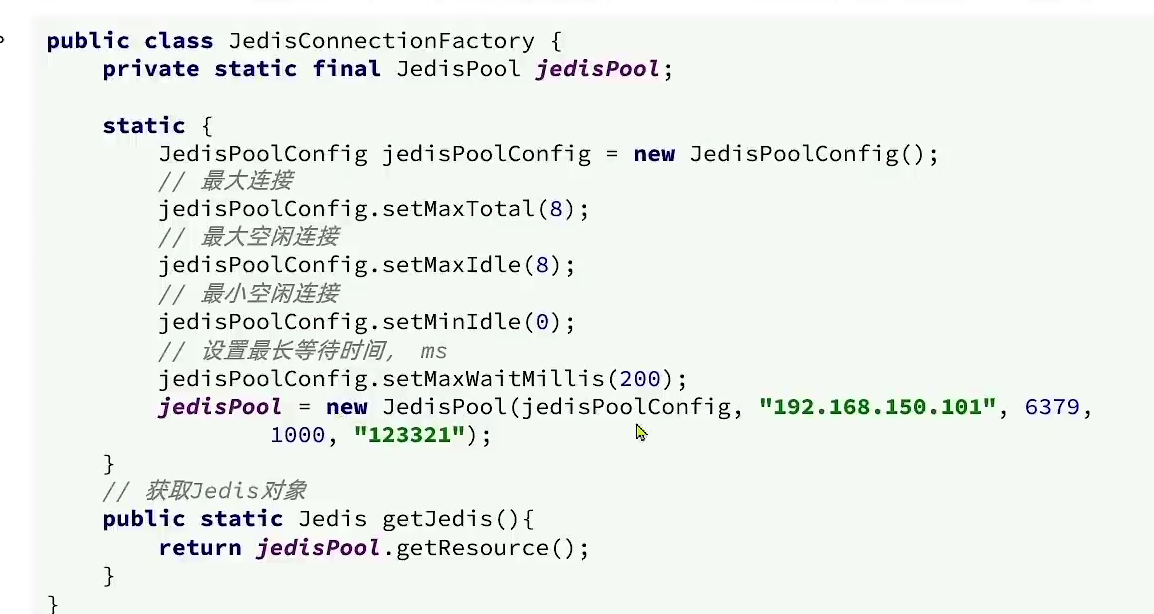 public class JedisConnectionFactory {
    private static final JedisPool jedisPool;
    static {
        JedisPoolConfig jedisPoolConfig = new JedisPoolConfig();
        // 最大连接
        jedisPoolConfig.setMaxTotal(8);
        // 最大空闲连接
        jedisPoolConfig.setMaxIdle(8);
        // 最小空闲连接
        jedisPoolConfig.setMinIdle(0);
        // 设置最长等待时间， ms
        jedisPoolConfig.setMaxWaitMillis(200);
        jedisPool = new JedisPool(jedisPoolConfig, "192.168.150.101", 6379,
                1000, "123321");
    }
    // 获取Jedis对象
    public static Jedis getJedis(){
        return jedisPool.getResource();
    }
}